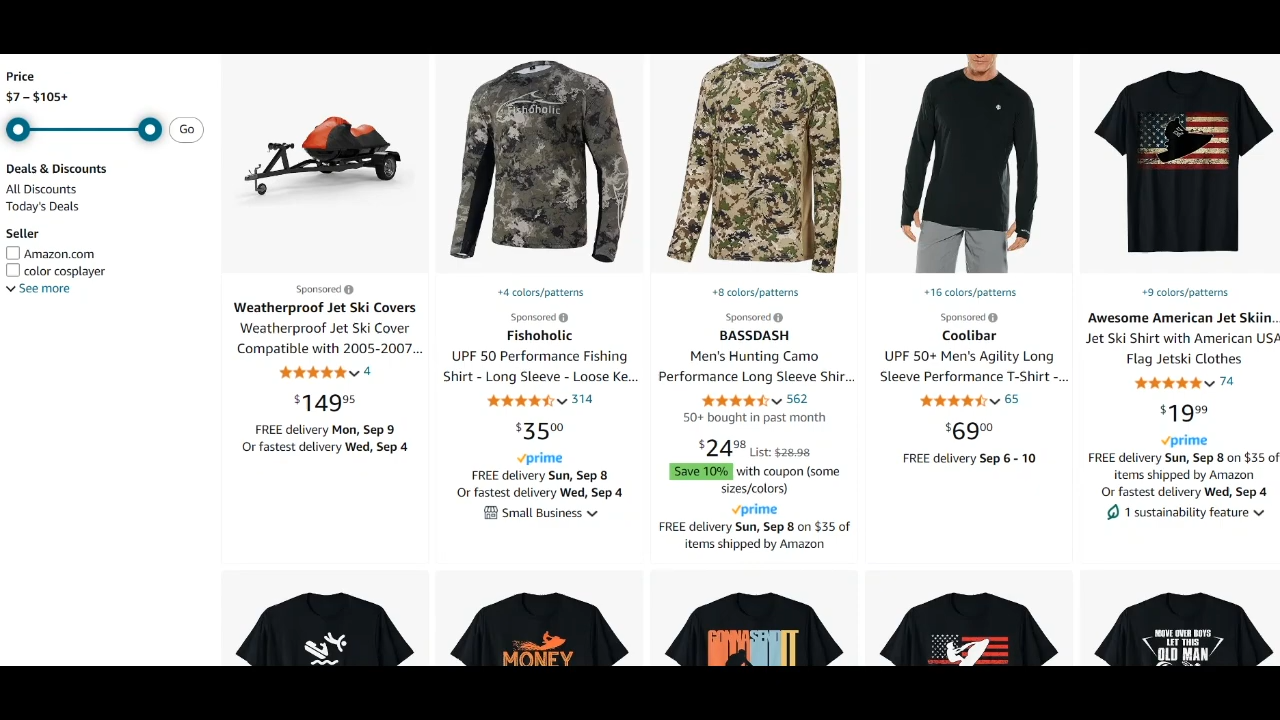 Price
$7 – $105+
Go
Deals & Discounts
All Discounts
Today's Deals
Seller
Amazon.com
color cosplayer
See more
Sponsored
Weatherproof Jet Ski Covers
Weatherproof Jet Ski Cover
Compatible with 2005-2007...
4
$149.95
FREE delivery Mon, Sep 9
Or fastest delivery Wed, Sep 4
Fishoholic
+4 colors/patterns
Sponsored
Fishoholic
UPF 50 Performance Fishing
Shirt - Long Sleeve - Loose Ke...
314
$35.00
prime
FREE delivery Sun, Sep 8
Or fastest delivery Wed, Sep 4
Small Business
+8 colors/patterns
Sponsored
BASSDASH
Men's Hunting Camo
Performance Long Sleeve Shir...
562
50+ bought in past month
$24.98 List: $28.98
Save 10% with coupon (some
sizes/colors)
prime
FREE delivery Sun, Sep 8 on $35 of
items shipped by Amazon
+16 colors/patterns
Sponsored
Coolibar
UPF 50+ Men's Agility Long
Sleeve Performance T-Shirt -...
65
$69.00
FREE delivery Sep 6 - 10
+9 colors/patterns
Awesome American Jet Skiin...
Jet Ski Shirt with American USA
Flag Jetski Clothes
74
$19.99
prime
FREE delivery Sun, Sep 8 on $35 of
items shipped by Amazon
Or fastest delivery Wed, Sep 4
1 sustainability feature
MONEY
GONNA SEND IT
MOVE OVER BOYS
LET THIS
OLD MAN